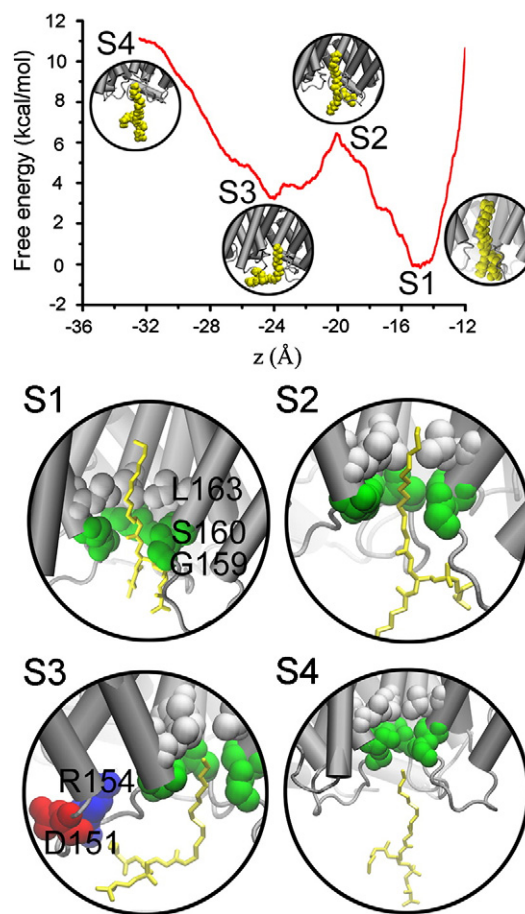 12
10
8
6
4
2
0
-2
Free energy (kcal/mol)
S4
S2
S3
S1
-36 -32 -28 -24 -20 -16 -12
z (Å)
S1
L163
S160
G159
S2
S3
R154
D151
S4